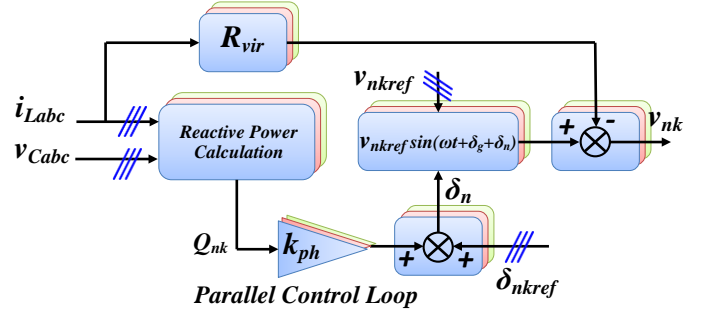 R_vir
i_Labc
v_Cabc
Reactive Power
Calculation
v_nkref
v_nkref sin(ωt+δ_g+δ_n)
+
-
v_nk
δ_n
Q_nk
k_ph
+
+
δ_nkref
Parallel Control Loop